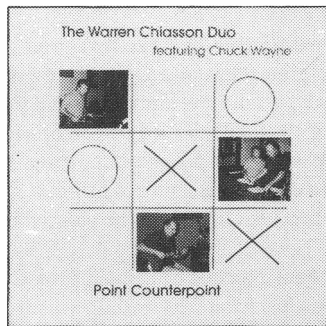 The Warren Chiasson Duo
featuring Chuck Wayne
Point Counterpoint